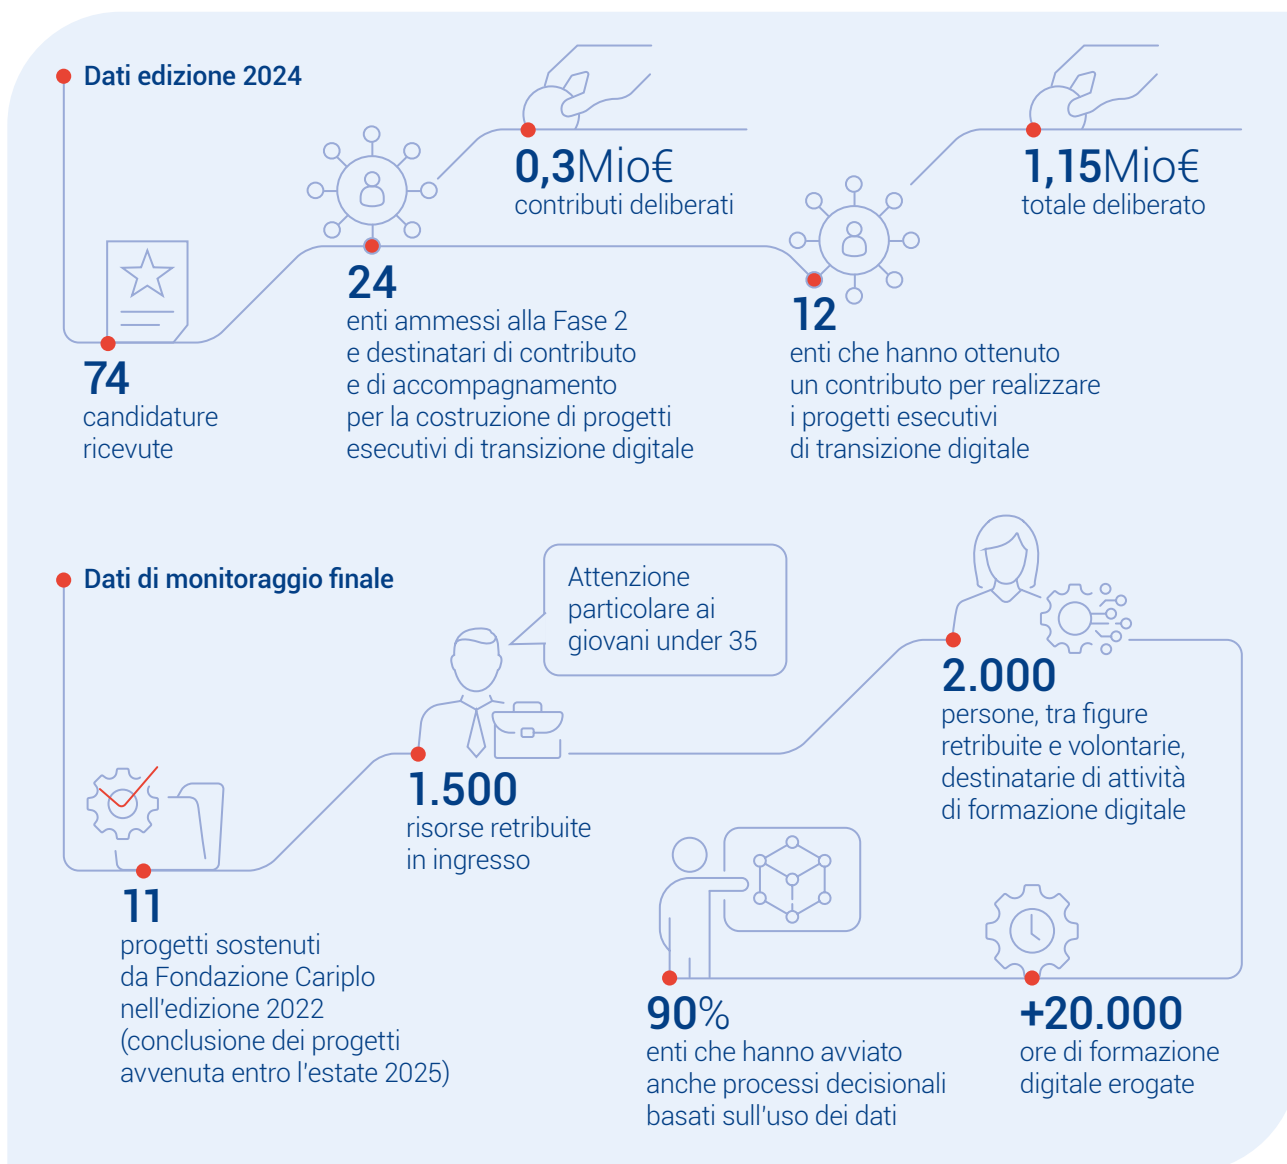 Dati edizione 2024
74
candidature
ricevute
24
enti ammessi alla Fase 2
e destinatari di contributo
e di accompagnamento
per la costruzione di progetti
esecutivi di transizione digitale
0,3Mio€
contributi deliberati
12
enti che hanno ottenuto
un contributo per realizzare
i progetti esecutivi
di transizione digitale
1,15Mio€
totale deliberato
Dati di monitoraggio finale
11
progetti sostenuti
da Fondazione Cariplo
nell'edizione 2022
(conclusione dei progetti
avvenuta entro l'estate 2025)
1.500
risorse retribuite
in ingresso
Attenzione
particolare ai
giovani under 35
2.000
persone, tra figure
retribuite e volontarie,
destinatarie di attività
di formazione digitale
+20.000
ore di formazione
digitale erogate
90%
enti che hanno avviato
anche processi decisionali
basati sull'uso dei dati